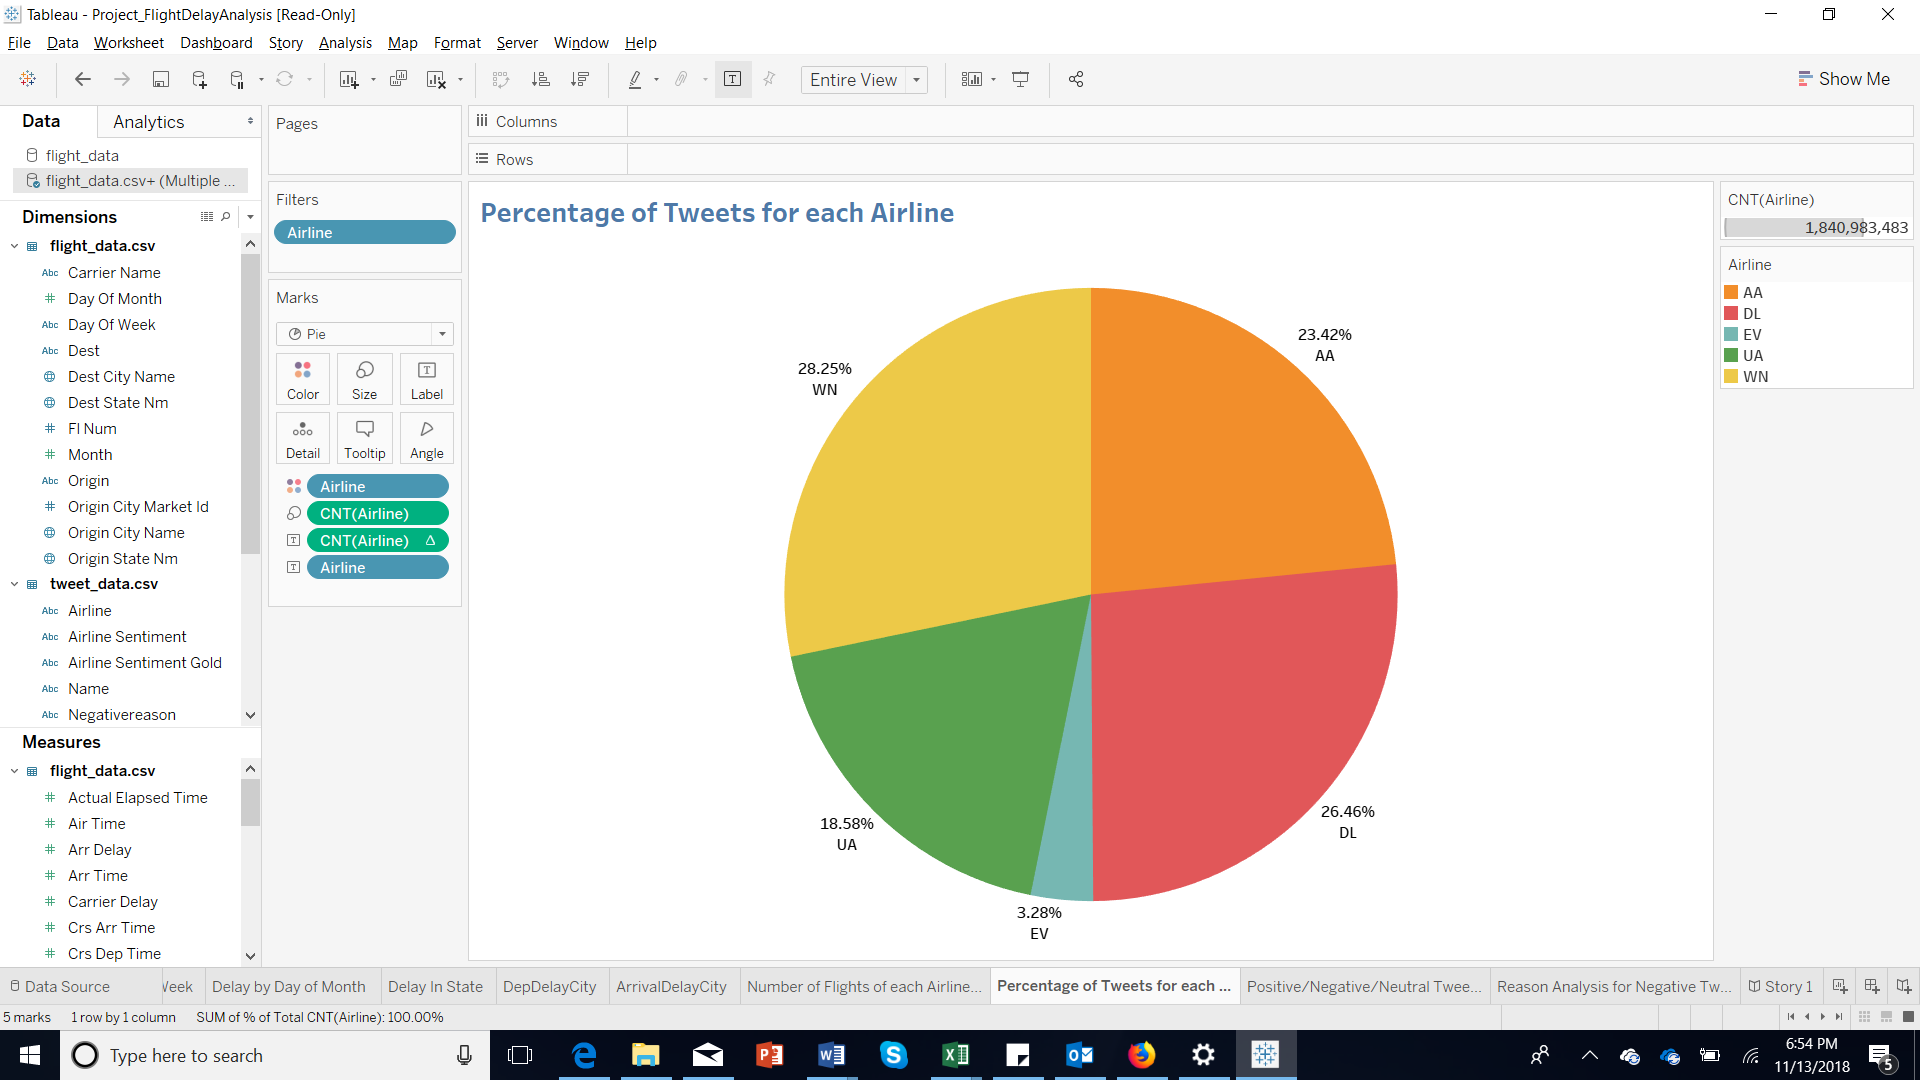 Tableau - Project_FlightDelayAnalysis [Read-Only]
File Data Worksheet Dashboard Story Analysis Map Format Server Window Help
Entire View
Show Me
Data
Analytics
flight_data
flight_data.csv+ (Multiple ...
Dimensions
flight_data.csv
Abc Carrier Name
# Day Of Month
Abc Day Of Week
Abc Dest
Dest City Name
Dest State Nm
# Fl Num
# Month
Abc Origin
# Origin City Market Id
Origin City Name
Origin State Nm
tweet_data.csv
Abc Airline
Abc Airline Sentiment
Abc Airline Sentiment Gold
Abc Name
Abc Negativereason
Measures
flight_data.csv
# Actual Elapsed Time
# Air Time
# Arr Delay
# Arr Time
# Carrier Delay
# Crs Arr Time
# Crs Dep Time
Pages
Filters
Airline
Marks
Pie
Color
Size
T
Label
Detail
Tooltip
Angle
Airline
CNT(Airline)
T CNT(Airline) Δ
T Airline
Columns
Rows
Percentage of Tweets for each Airline
23.42%
AA
28.25%
WN
26.46%
DL
18.58%
UA
3.28%
EV
CNT(Airline)
1,840,983,483
Airline
AA
DL
EV
UA
WN
Data Source
Week
Delay by Day of Month
Delay In State
DepDelayCity
ArrivalDelayCity
Number of Flights of each Airline...
Percentage of Tweets for each ...
Positive/Negative/Neutral Twee...
Reason Analysis for Negative Tw...
Story 1
5 marks 1 row by 1 column SUM of % of Total CNT(Airline): 100.00%
Type here to search
6:54 PM
11/13/2018
5